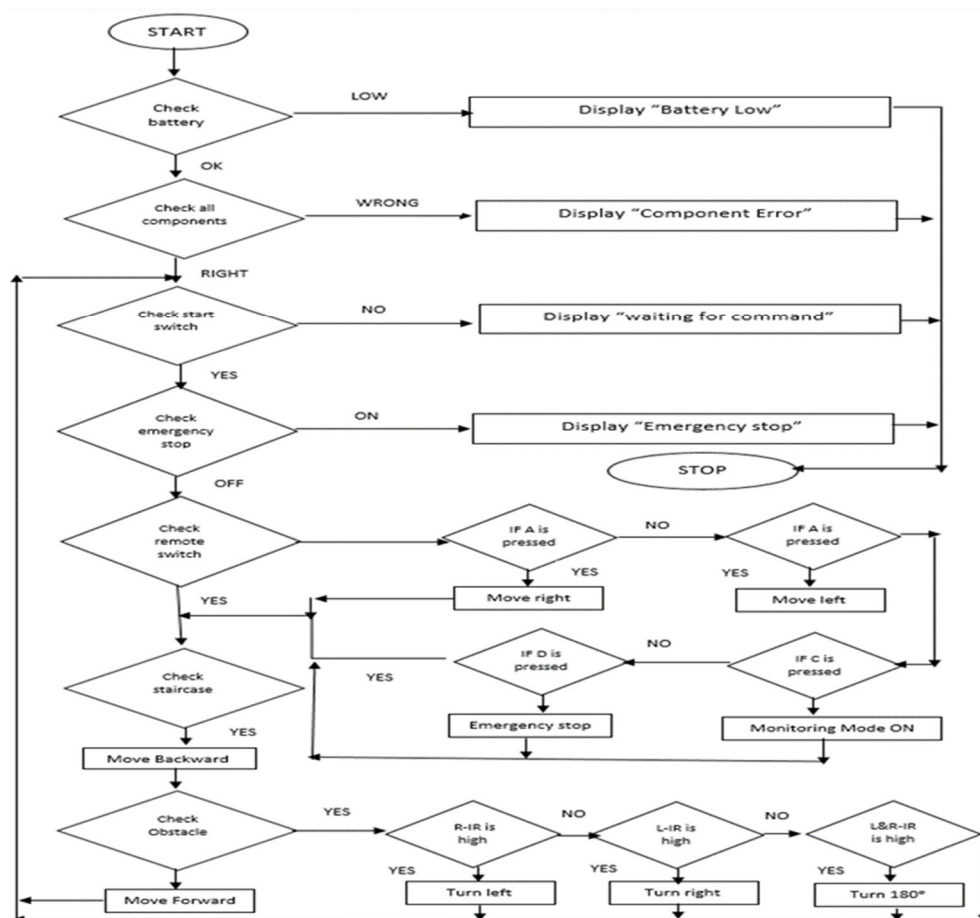 START
Check
battery
LOW
Display “Battery Low”
OK
Check all
components
WRONG
Display “Component Error”
RIGHT
Check start
switch
NO
Display “waiting for command”
YES
Check
emergency
stop
ON
Display “Emergency stop”
STOP
OFF
Check
remote
switch
IF A is
pressed
NO
IF A is
pressed
YES
Move right
YES
Move left
YES
Check
staircase
YES
IF D is
pressed
NO
IF C is
pressed
Emergency stop
Monitoring Mode ON
YES
Move Backward
Check
Obstacle
YES
R-IR is
high
NO
L-IR is
high
NO
L&R-IR
is high
YES
Turn left
YES
Turn right
YES
Turn 180°
Move Forward